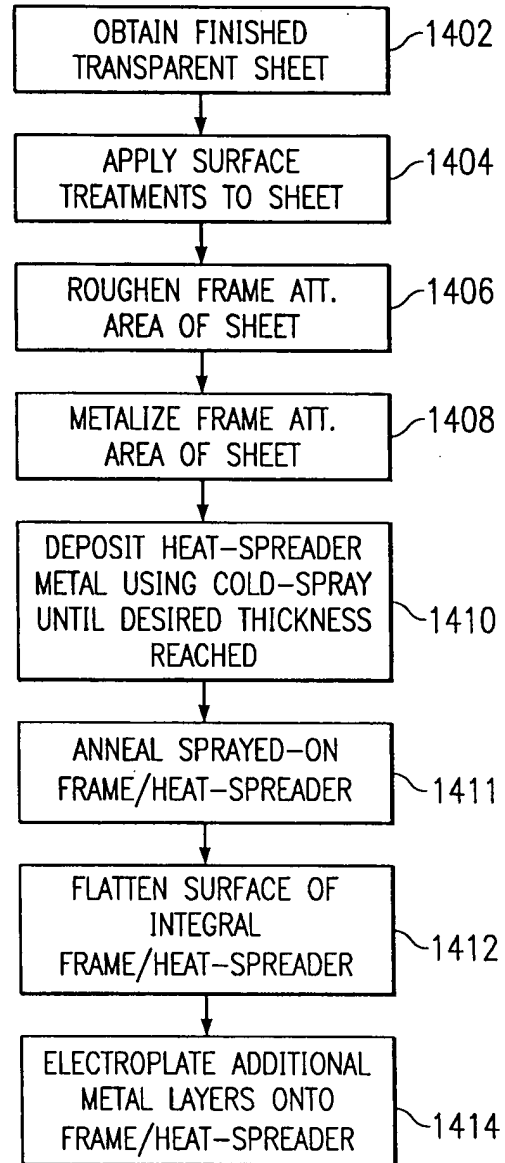 OBTAIN FINISHED
TRANSPARENT SHEET
1402
APPLY SURFACE
TREATMENTS TO SHEET
1404
ROUGHEN FRAME ATT.
AREA OF SHEET
1406
METALIZE FRAME ATT.
AREA OF SHEET
1408
DEPOSIT HEAT-SPREADER
METAL USING COLD-SPRAY
UNTIL DESIRED THICKNESS
REACHED
1410
ANNEAL SPRAYED-ON
FRAME/HEAT-SPREADER
1411
FLATTEN SURFACE OF
INTEGRAL
FRAME/HEAT-SPREADER
1412
ELECTROPLATE ADDITIONAL
METAL LAYERS ONTO
FRAME/HEAT-SPREADER
1414